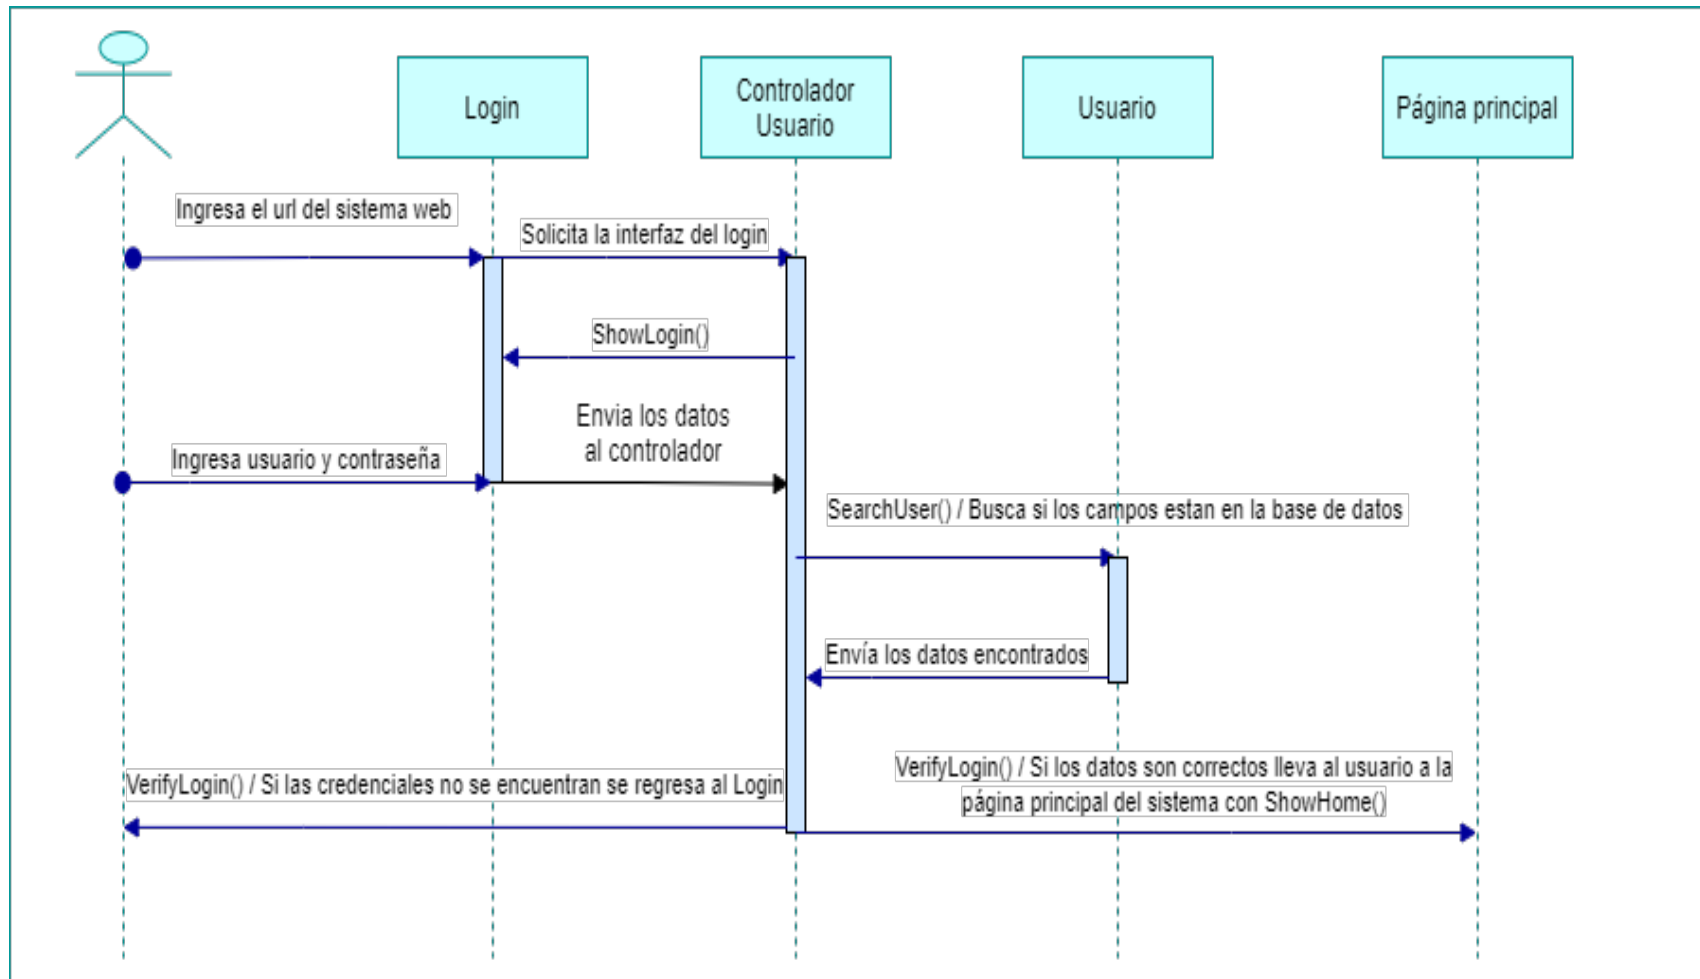 Login
Controlador
Usuario
Usuario
Página principal
Ingresa el url del sistema web
Solicita la interfaz del login
ShowLogin()
Envia los datos
al controlador
Ingresa usuario y contraseña
SearchUser() / Busca si los campos estan en la base de datos
Envía los datos encontrados
VerifyLogin() / Si las credenciales no se encuentran se regresa al Login
VerifyLogin() / Si los datos son correctos lleva al usuario a la
página principal del sistema con ShowHome()